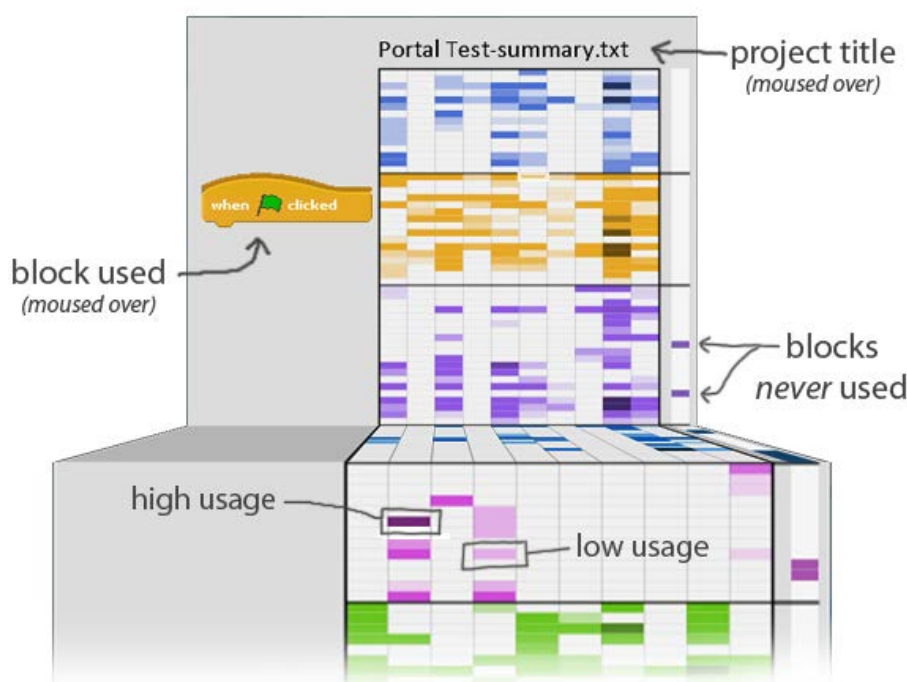 Portal Test-summary.txt
project title
(moused over)
when clicked
block used
(moused over)
blocks
never used
high usage
low usage